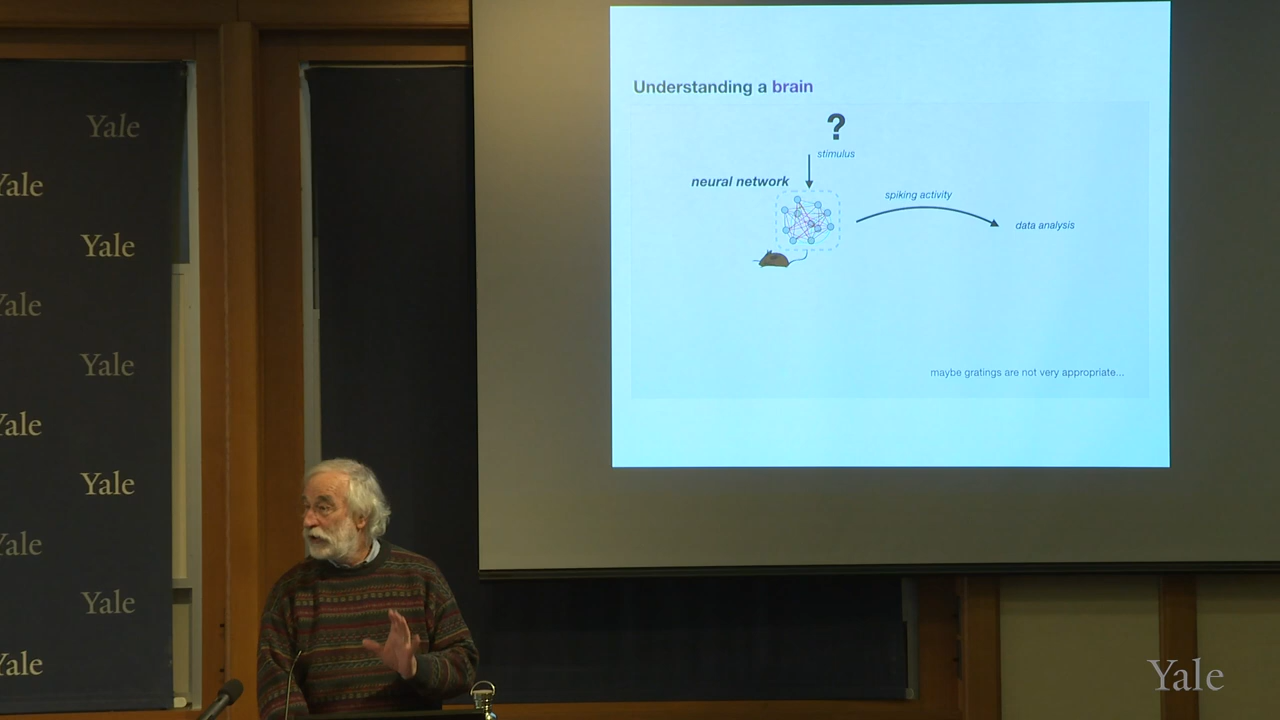 Yale
Yale
Yale
Yale
Yale
Yale
Yale
Yale
Yale
Yale
Understanding a brain
?
stimulus
neural network
spiking activity
data analysis
maybe gratings are not very appropriate...
Yale